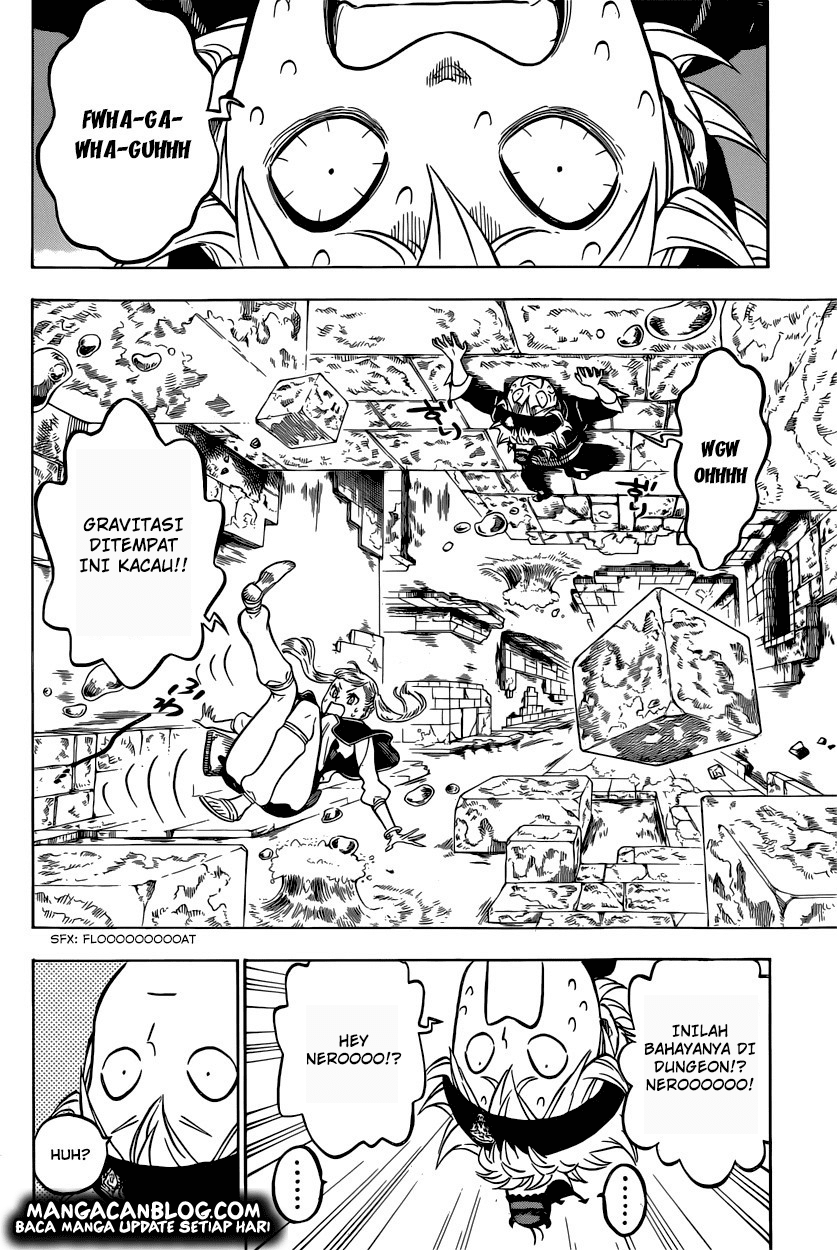 FWHA-GA-
WHA-GUHHH
WGW
OHHHH
GRAVITASI
DITEMPAT
INI KACAU!!
SFX: FLOOOOOOOOOOAT
INILAH
BAHAYANYA DI
DUNGEON!?
NEROOOOOO!
HEY
NEROOOO!?
HUH?
MANGACANBLOG.COM
BACA MANGA UPDATE SETIAP HARI